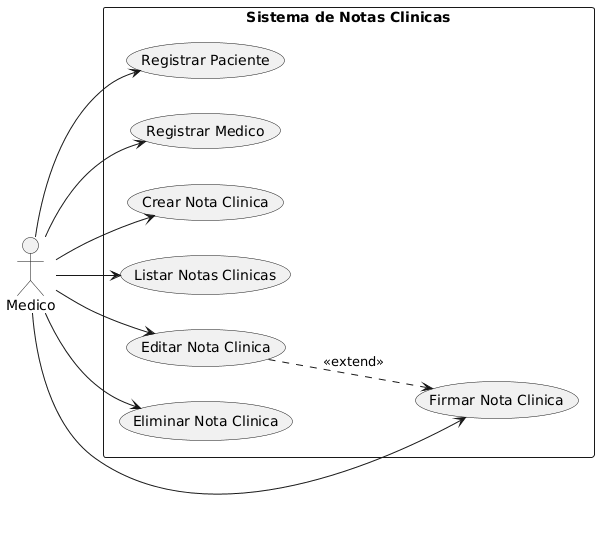 Sistema de Notas Clinicas
Registrar Paciente
Registrar Medico
Crear Nota Clinica
Listar Notas Clinicas
Medico
Editar Nota Clinica
«extend»
Firmar Nota Clinica
Eliminar Nota Clinica